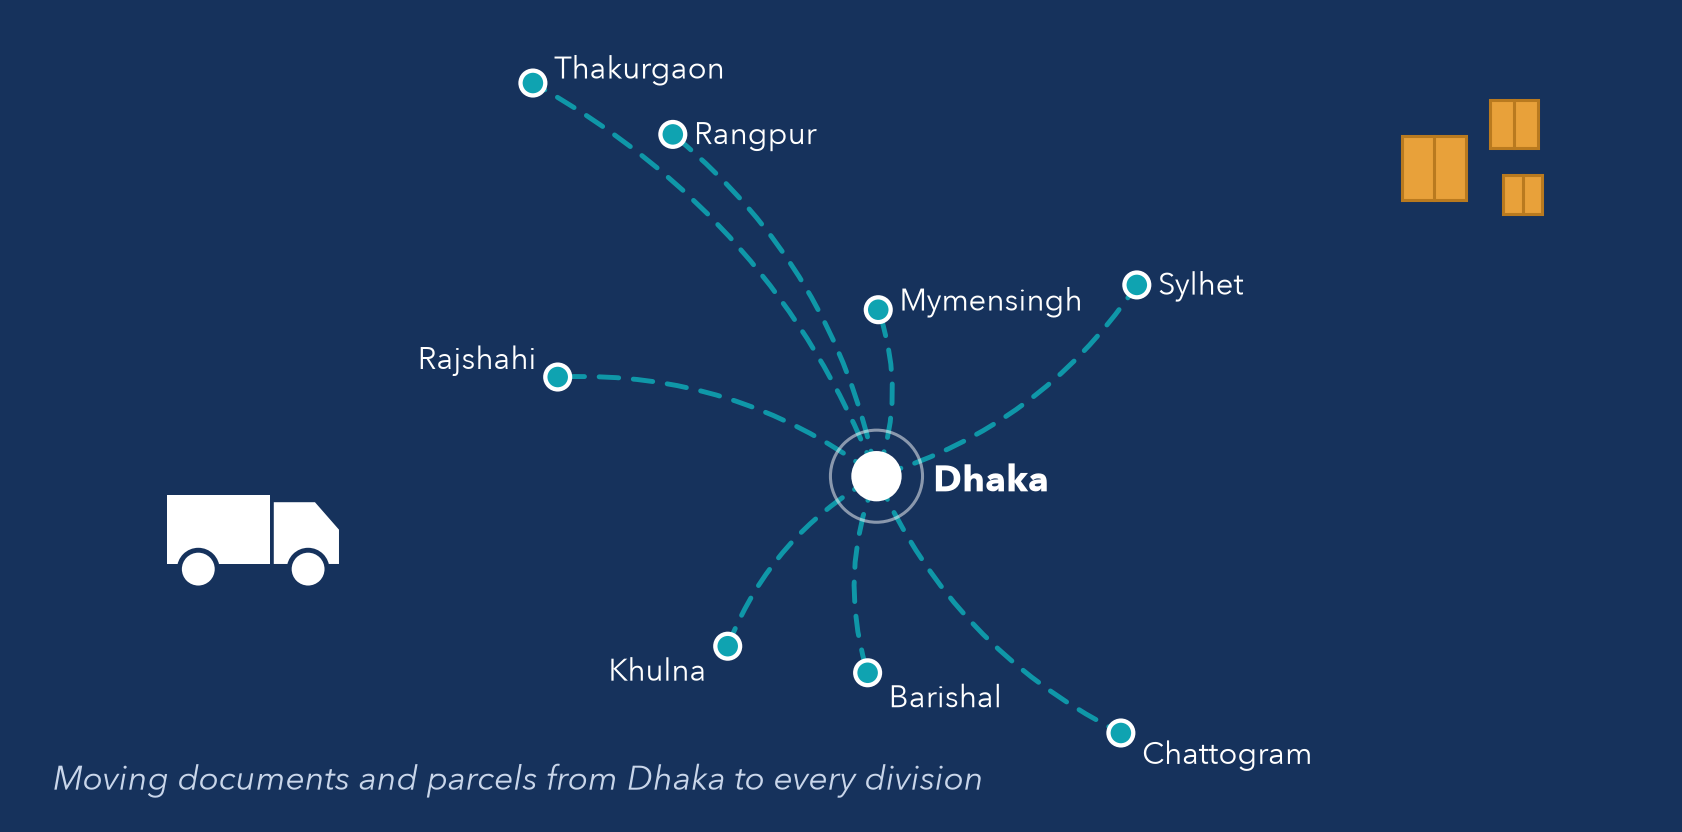 Thakurgaon
Rangpur
Sylhet
Mymensingh
Rajshahi
Dhaka
Khulna
Barishal
Chattogram
Moving documents and parcels from Dhaka to every division